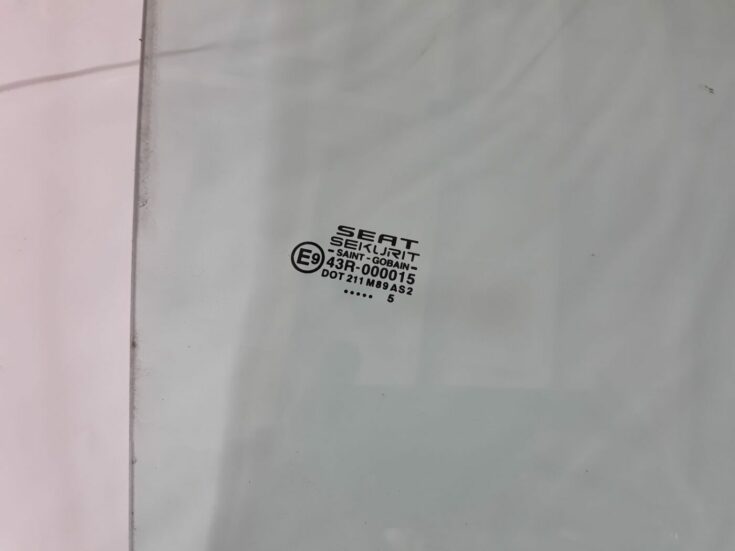 SEAT
SEKURIT
- SAINT - GOBAIN -
E9 43R-000015
DOT 211 M89 AS2
..... 5